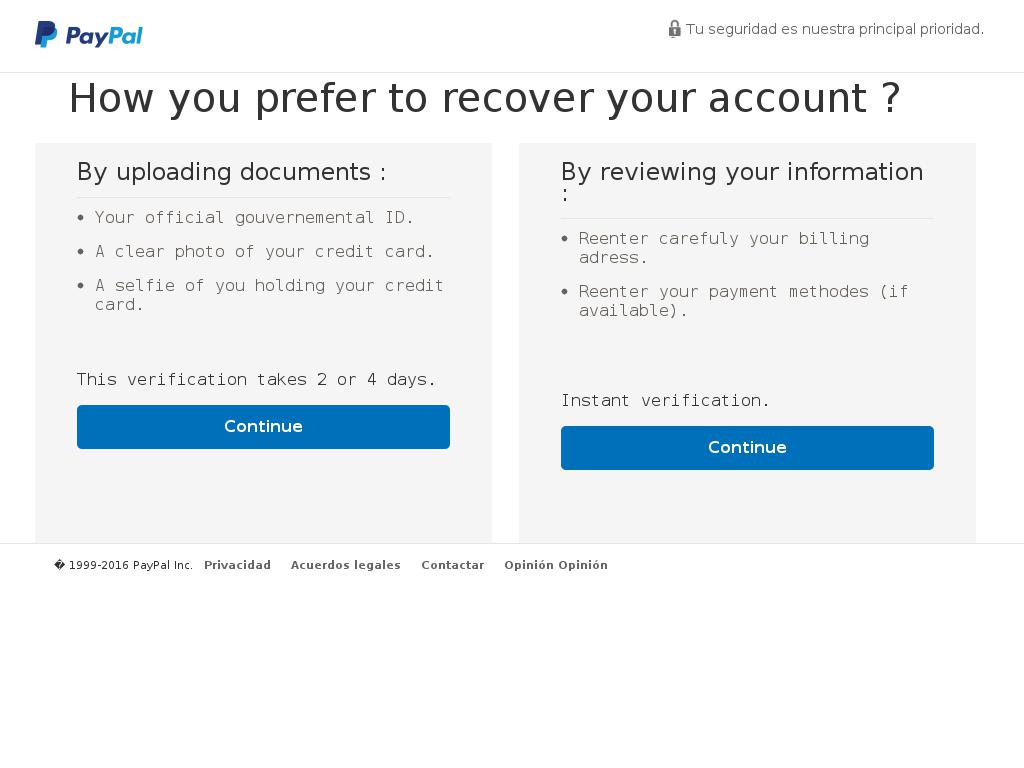 PayPal
Tu seguridad es nuestra principal prioridad.
How you prefer to recover your account ?
By uploading documents :
• Your official gouvernemental ID.
• A clear photo of your credit card.
• A selfie of you holding your credit
card.
This verification takes 2 or 4 days.
Continue
By reviewing your information
:
• Reenter carefuly your billing
adress.
• Reenter your payment methodes (if
available).
Instant verification.
Continue
� 1999-2016 PayPal Inc. Privacidad Acuerdos legales Contactar Opinión Opinión